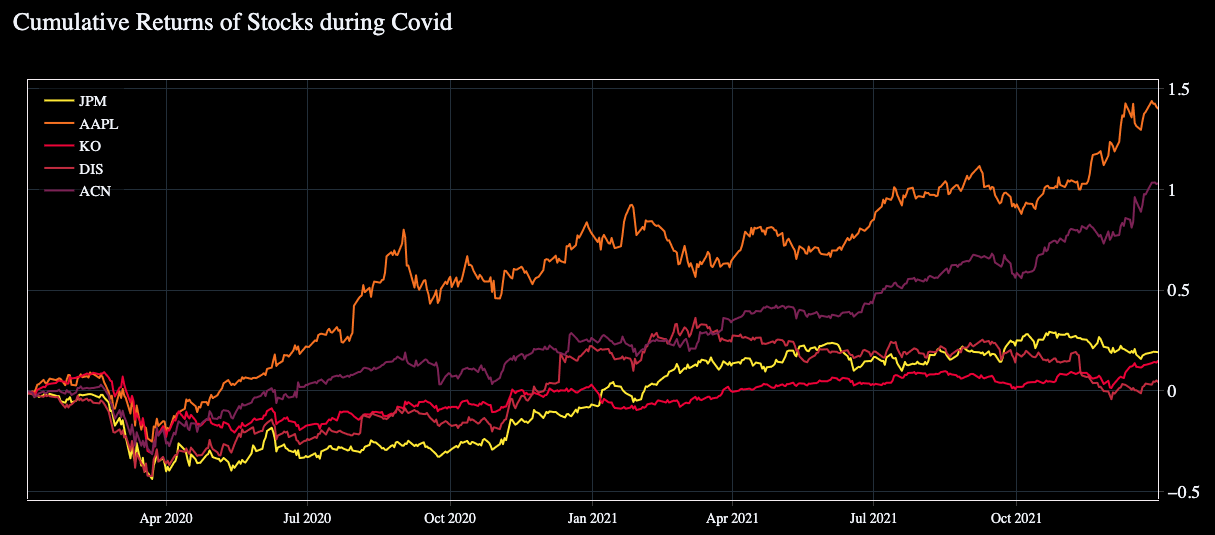 Cumulative Returns of Stocks during Covid
JPM
AAPL
KO
DIS
ACN
1.5
1
0.5
0
−0.5
Apr 2020
Jul 2020
Oct 2020
Jan 2021
Apr 2021
Jul 2021
Oct 2021